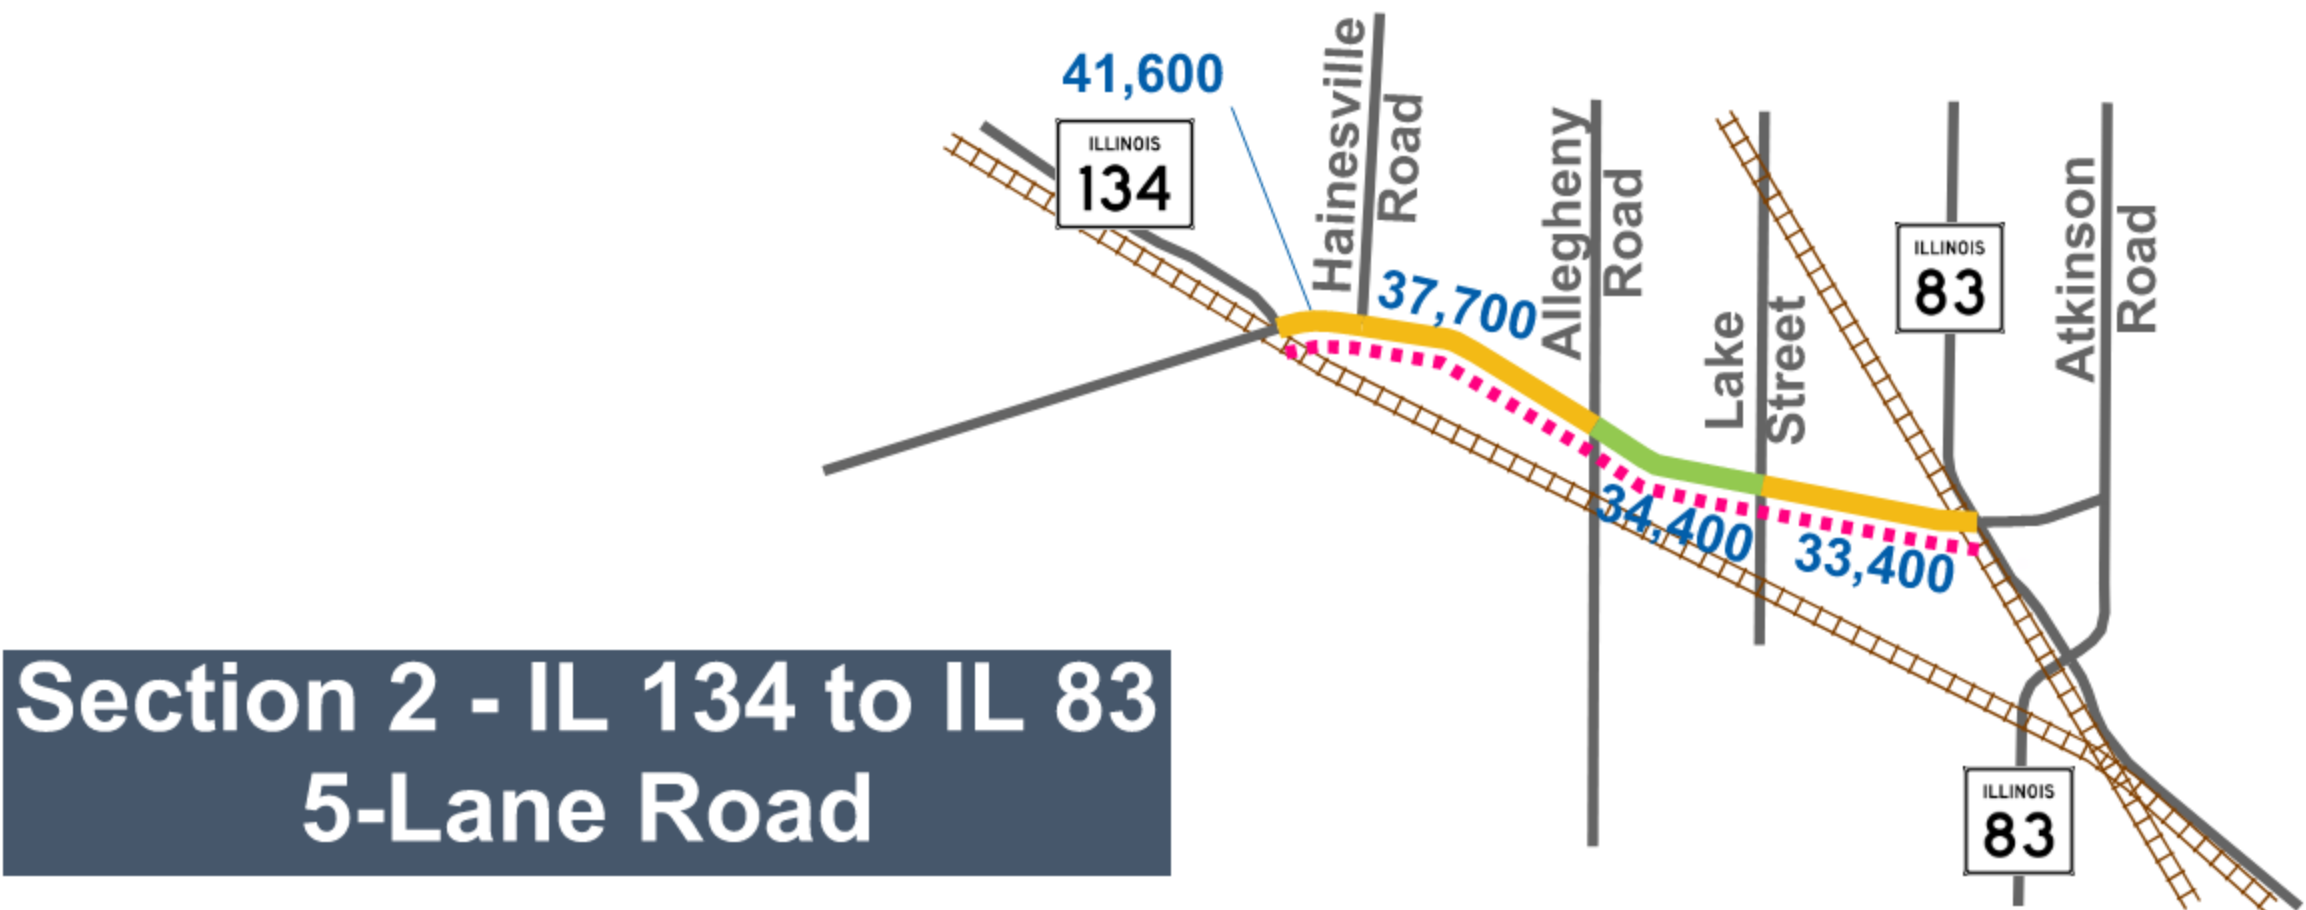 41,600
ILLINOIS
134
Hainesville
Road
37,700
Allegheny
Road
34,400
Lake
Street
33,400
ILLINOIS
83
Atkinson
Road
ILLINOIS
83
Section 2 - IL 134 to IL 83
5-Lane Road